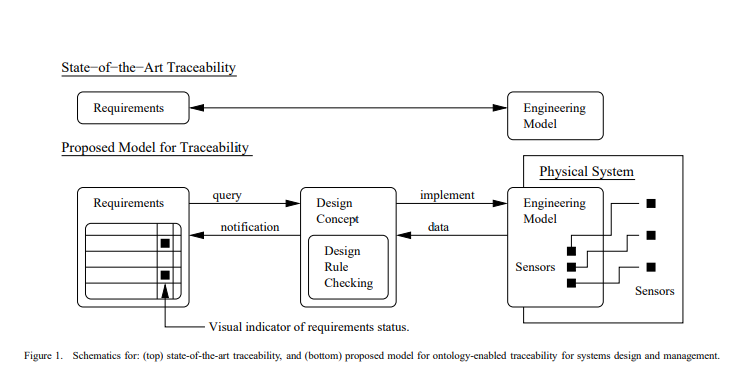 State-of-the-Art Traceability
Requirements
Engineering
Model
Proposed Model for Traceability
Physical System
Requirements
query
notification
Design
Concept
Design
Rule
Checking
implement
data
Engineering
Model
Sensors
Sensors
Visual indicator of requirements status.
Figure 1. Schematics for: (top) state-of-the-art traceability, and (bottom) proposed model for ontology-enabled traceability for systems design and management.